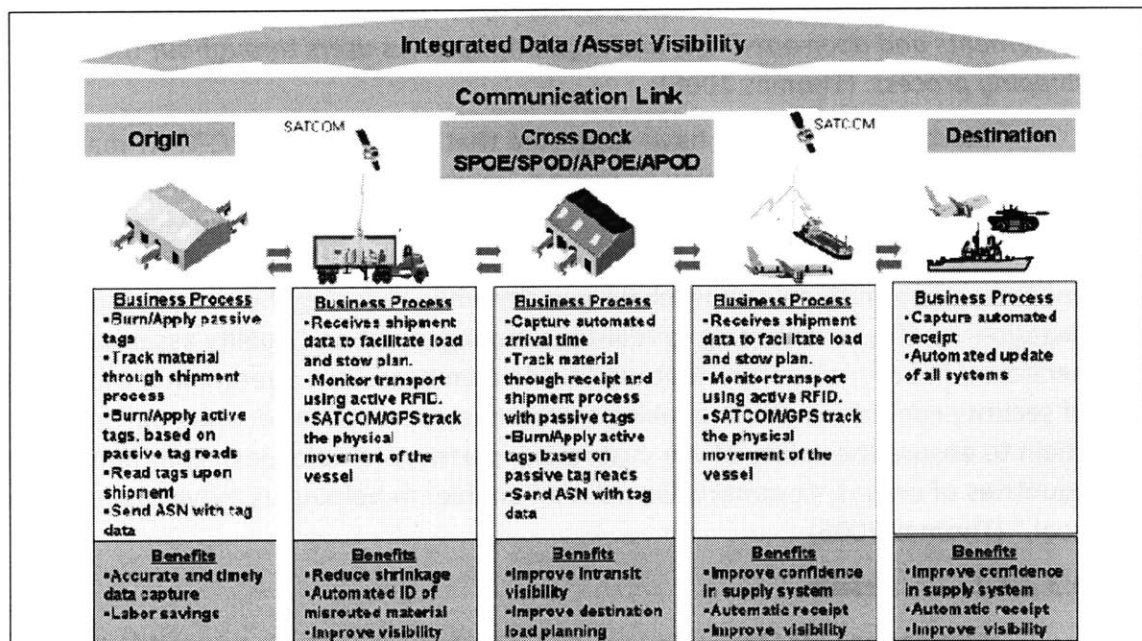 Integrated Data /Asset Visibility
Communication Link
Origin
SATCOM
Cross Dock
SPOE/SPOD/APOE/APOD
SATCCM
Destination
Business Process
•Burn/Apply passive
tags
•Track material
through shipment
process
•Burn/Apply active
tags, based on
passive tag reads
•Read tags upon
shipment
•Send ASN with tag
data
Benefits
•Accurate and timely
data capture
•Labor savings
Business Process
•Receives shipment
data to facilitate load
and stow plan.
•Monitor transport
using active RFID.
•SATCOM/GPS track
the physical
movement of the
vessel
Benefits
•Reduce shrinkage
•Automated ID of
misrouted material
•Improve visibility
Business Process
•Capture automated
arrival time
•Track material
through receipt and
shipment process
with passive tags
•Burn/Apply active
tags based on
passive tag reads
•Send ASN with tag
data
Benefits
•Improve intransit
visibility
•Improve destination
load planning
Business Process
•Receives shipment
data to facilitate load
and stow plan.
•Monitor transport
using active RFID.
•SATCOM/GPS track
the physical
movement of the
vessel
Benefits
•Improve confidence
in supply system
•Automatic receipt
•Improve visibility
Business Process
•Capture automated
receipt
•Automated update
of all systems
Benefits
•Improve confidence
in supply system
•Automatic receipt
•Improve visibility